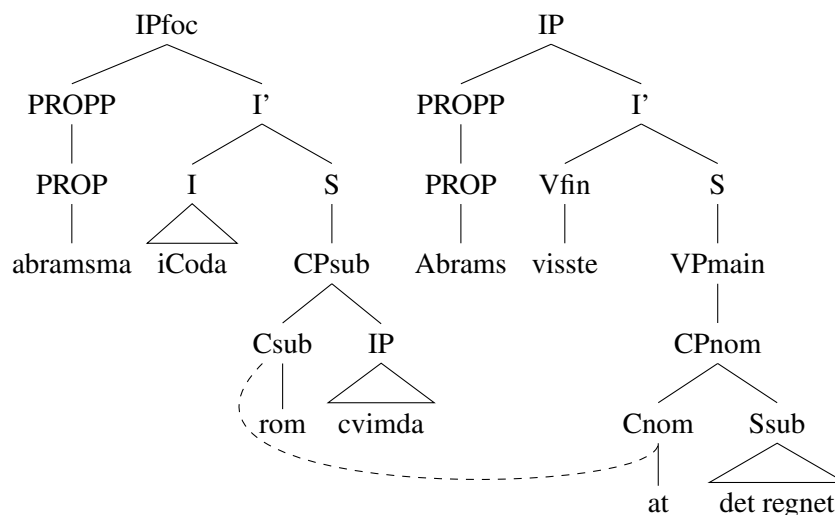 IPfoc IP
PROPP I' PROPP I'
PROP I S PROP Vfin S
abramsma iCoda CPsub Abrams visste VPmain
Csub IP CPnom
rom cvimda Cnom Ssub
at det regnet